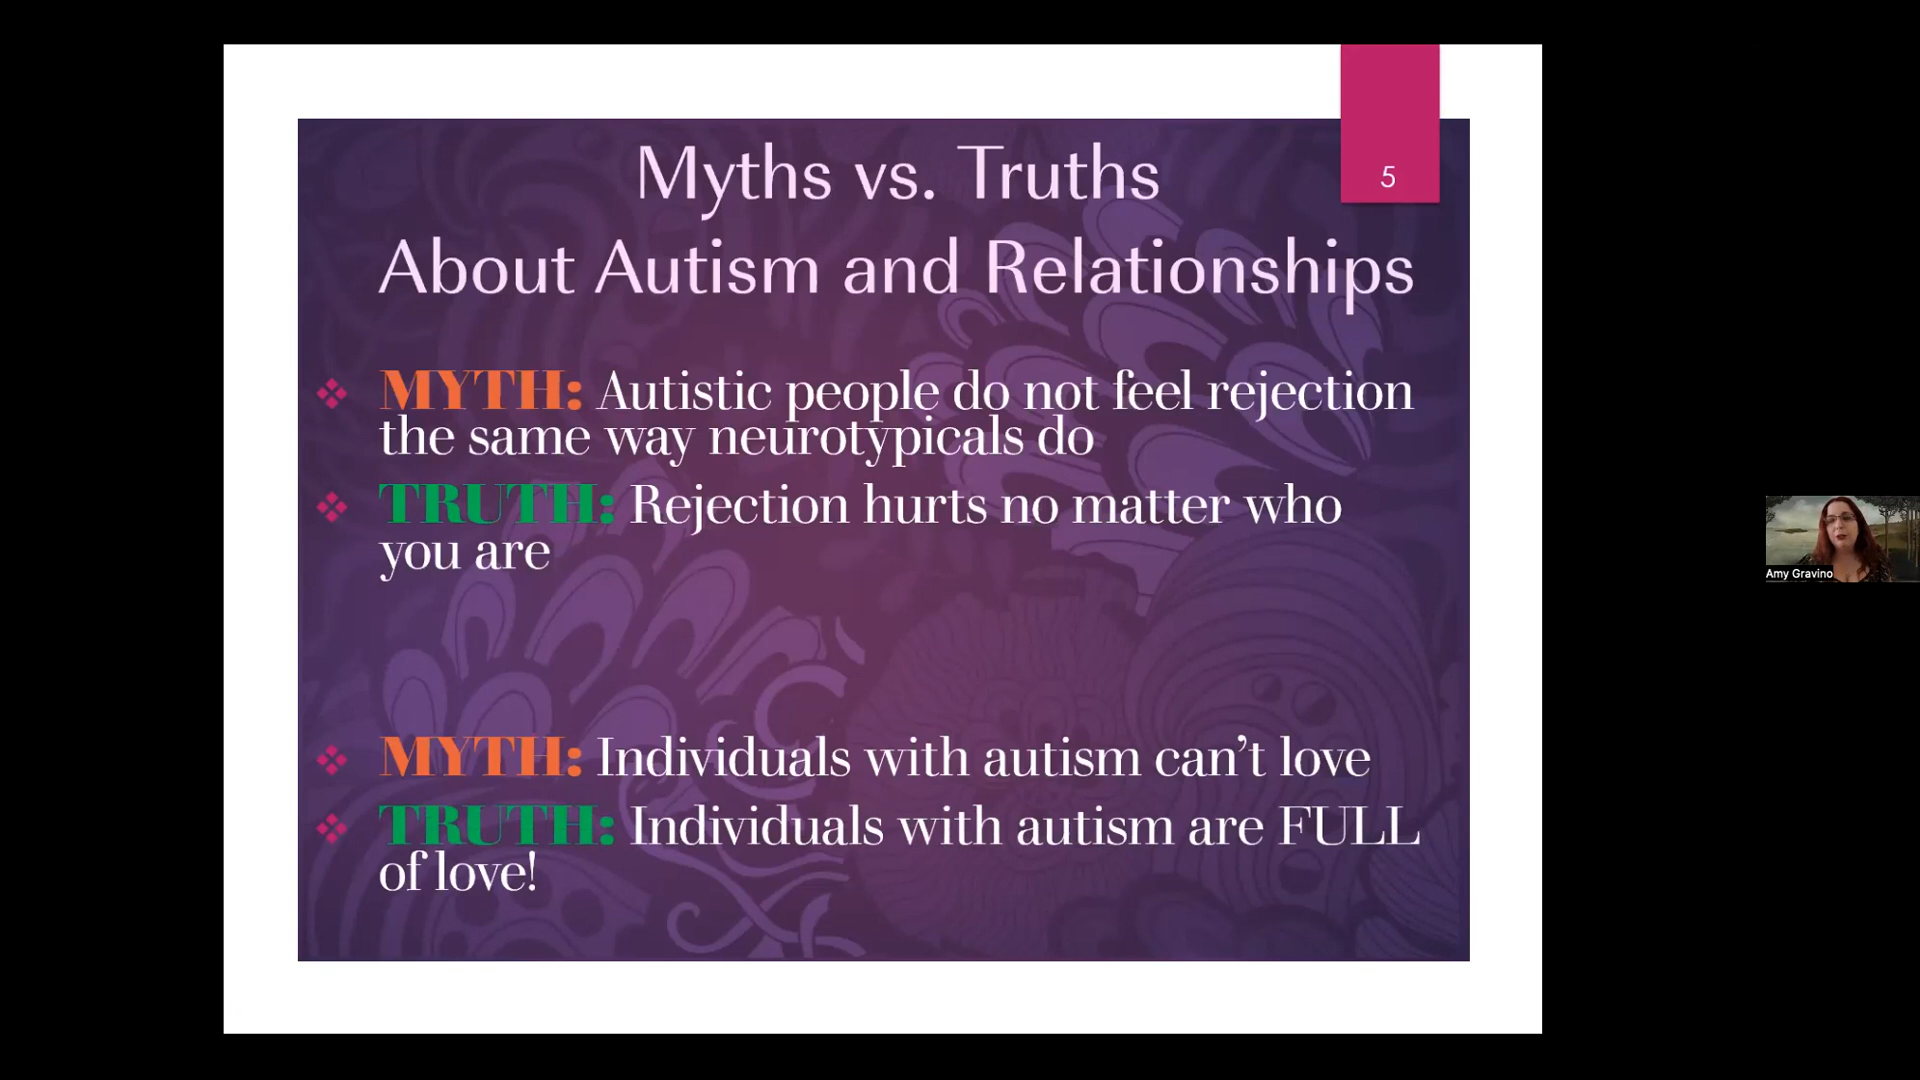 5
Myths vs. Truths
About Autism and Relationships
MYTH: Autistic people do not feel rejection
the same way neurotypicals do
TRUTH: Rejection hurts no matter who
you are
MYTH: Individuals with autism can’t love
TRUTH: Individuals with autism are FULL
of love!
Amy Gravino